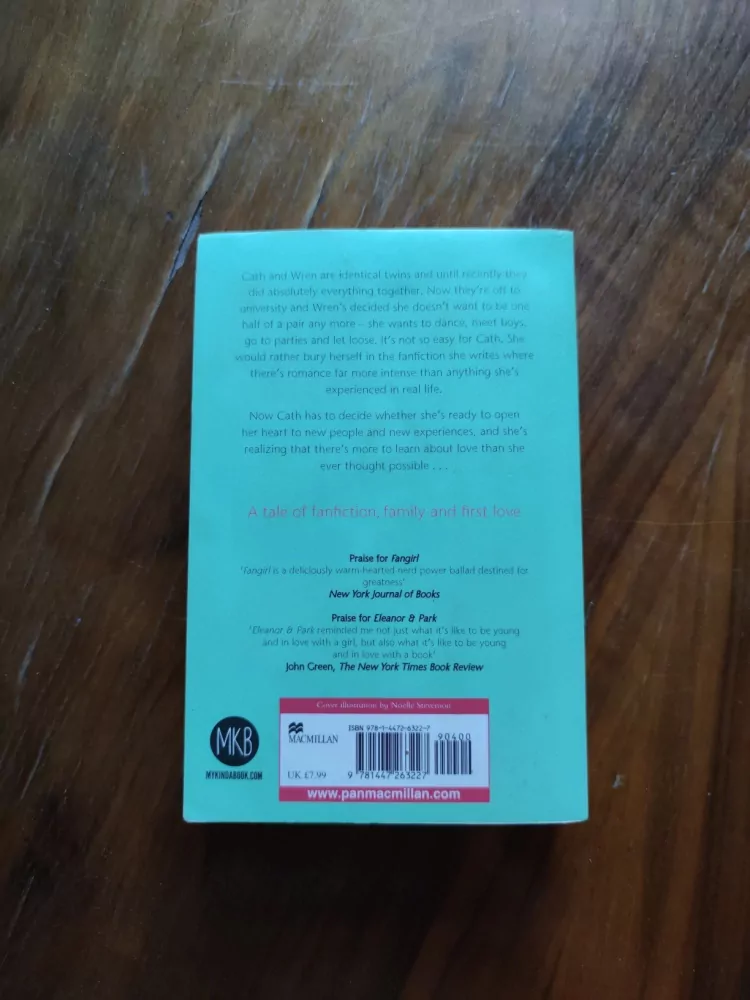 Cath and Wren are identical twins and until recently they
did absolutely everything together. Now they're off to
university and Wren's decided she doesn't want to be one
half of a pair any more – she wants to dance, meet boys,
go to parties and let loose. It's not so easy for Cath. She
would rather bury herself in the fanfiction she writes where
there's romance far more intense than anything she's
experienced in real life.
Now Cath has to decide whether she's ready to open
her heart to new people and new experiences, and she's
realizing that there's more to learn about love than she
ever thought possible . . .
A tale of fanfiction, family and first love
Praise for Fangirl
'Fangirl is a deliciously warm-hearted nerd power ballad destined for
greatness'
New York Journal of Books
Praise for Eleanor & Park
'Eleanor & Park reminded me not just what it's like to be young
and in love with a girl, but also what it's like to be young
and in love with a book'
John Green, The New York Times Book Review
Cover illustration by Noelle Stevenson
MKB
MYKINDABOOK.COM
MACMILLAN
UK £7.99
ISBN 978-1-4472-6322-7
90400
9 781447 263227
www.panmacmillan.com